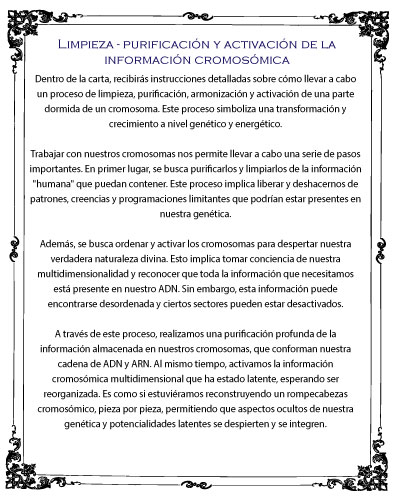 Limpieza - purificación y activación de la
información cromosómica
Dentro de la carta, recibirás instrucciones detalladas sobre cómo llevar a cabo
un proceso de limpieza, purificación, armonización y activación de una parte
dormida de un cromosoma. Este proceso simboliza una transformación y
crecimiento a nivel genético y energético.
Trabajar con nuestros cromosomas nos permite llevar a cabo una serie de pasos
importantes. En primer lugar, se busca purificarlos y limpiarlos de la información
"humana" que puedan contener. Este proceso implica liberar y deshacernos de
patrones, creencias y programaciones limitantes que podrían estar presentes en
nuestra genética.
Además, se busca ordenar y activar los cromosomas para despertar nuestra
verdadera naturaleza divina. Esto implica tomar conciencia de nuestra
multidimensionalidad y reconocer que toda la información que necesitamos
está presente en nuestro ADN. Sin embargo, esta información puede
encontrarse desordenada y ciertos sectores pueden estar desactivados.
A través de este proceso, realizamos una purificación profunda de la
información almacenada en nuestros cromosomas, que conforman nuestra
cadena de ADN y ARN. Al mismo tiempo, activamos la información
cromosómica multidimensional que ha estado latente, esperando ser
reorganizada. Es como si estuviéramos reconstruyendo un rompecabezas
cromosómico, pieza por pieza, permitiendo que aspectos ocultos de nuestra
genética y potencialidades latentes se despierten y se integren.